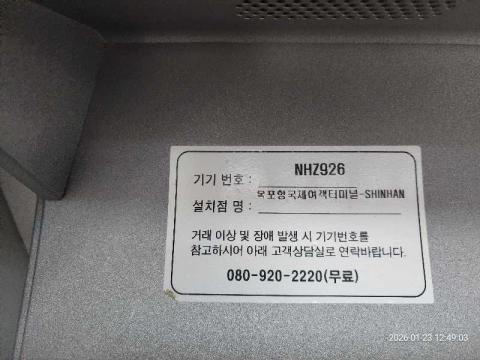 기기 번호 : NHZ926
설치점 명 : 목포항국제여객터미널-SHINHAN
거래 이상 및 장애 발생 시 기기번호를
참고하시어 아래 고객상담실로 연락바랍니다.
080-920-2220(무료)
2026-01-23 12:49:03